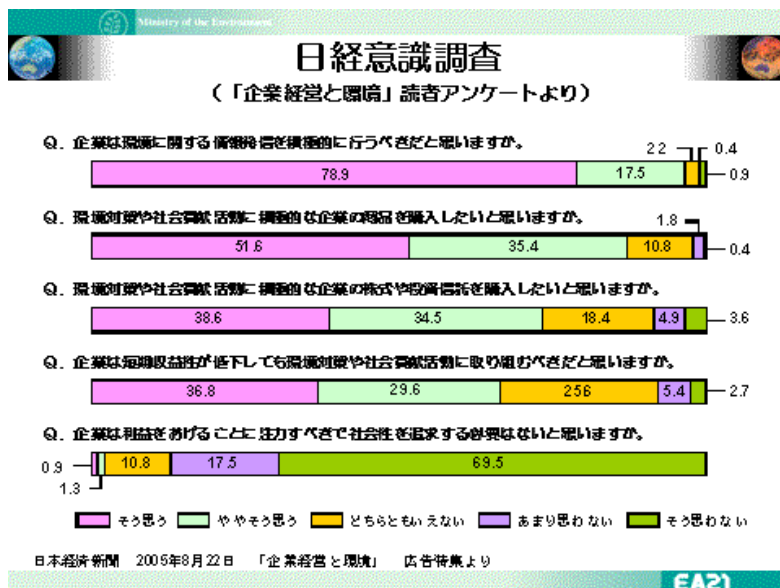 Ministry of the Environment
日経意識調査
(「企業経営と環境」読者アンケートより)
Q. 企業は環境に関する情報発信を積極的に行うべきだと思いますか。
2.2 0.4
78.9 17.5 0.9
Q. 環境対策や社会貢献活動に積極的な企業の商品を購入したいと思いますか。
1.8
51.6 35.4 10.8 0.4
Q. 環境対策や社会貢献活動に積極的な企業の株式や投資信託を購入したいと思いますか。
38.6 34.5 18.4 4.9 3.6
Q. 企業は短期収益性が低下しても環境対策や社会貢献活動に取り組むべきだと思いますか。
36.8 29.6 25.6 5.4 2.7
Q. 企業は利益をあげることに注力すべきで社会性を追求する必要はないと思いますか。
0.9 10.8 17.5 69.5
1.3
そう思う ややそう思う どちらともいえない あまり思わない そう思わない
日本経済新聞 2005年8月22日 「企業経営と環境」 広告特集より
EA21